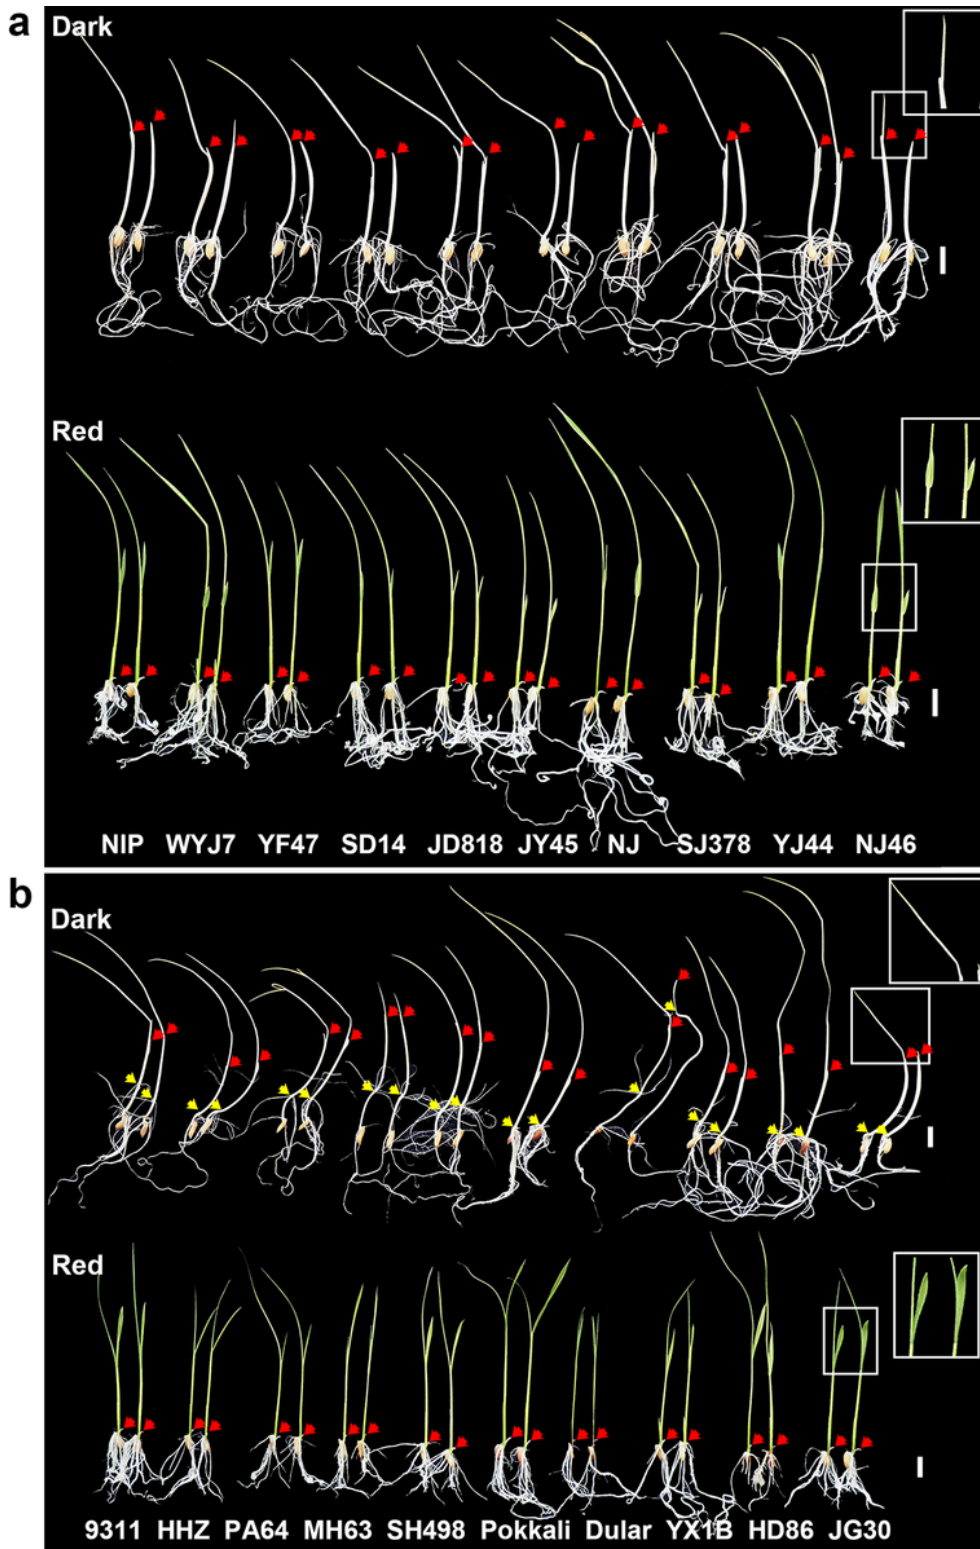 a
Dark
Red
NIP WYJ7 YF47 SD14 JD818 JY45 NJ SJ378 YJ44 NJ46
b
Dark
Red
9311 HHZ PA64 MH63 SH498 Pokkali Dular YX1B HD86 JG30